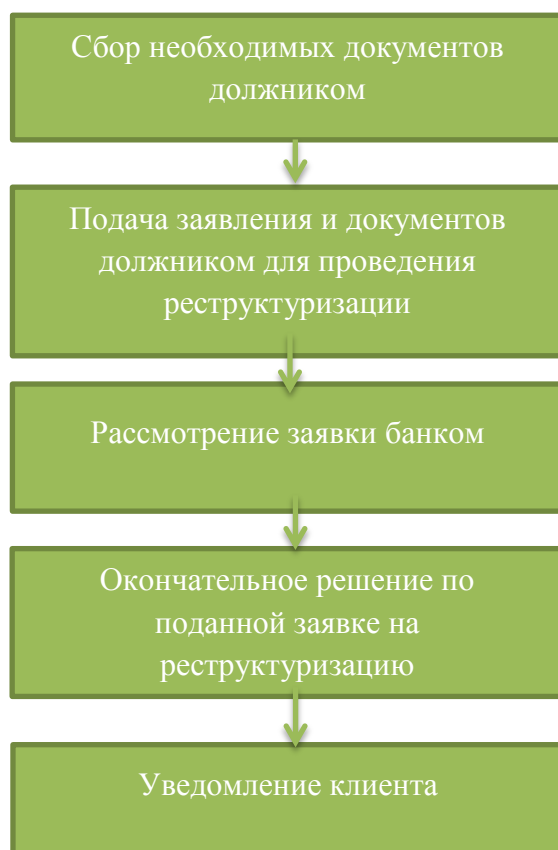 Сбор необходимых документов
должником
Подача заявления и документов
должником для проведения
реструктуризации
Рассмотрение заявки банком
Окончательное решение по
поданной заявке на
реструктуризацию
Уведомление клиента